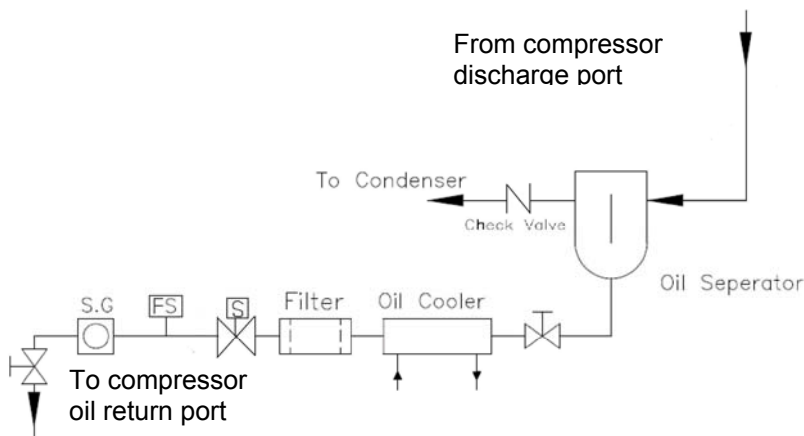 From compressor
discharge port
To Condenser
Check Valve
Oil Seperator
S.G
FS
S
Filter
Oil Cooler
To compressor
oil return port